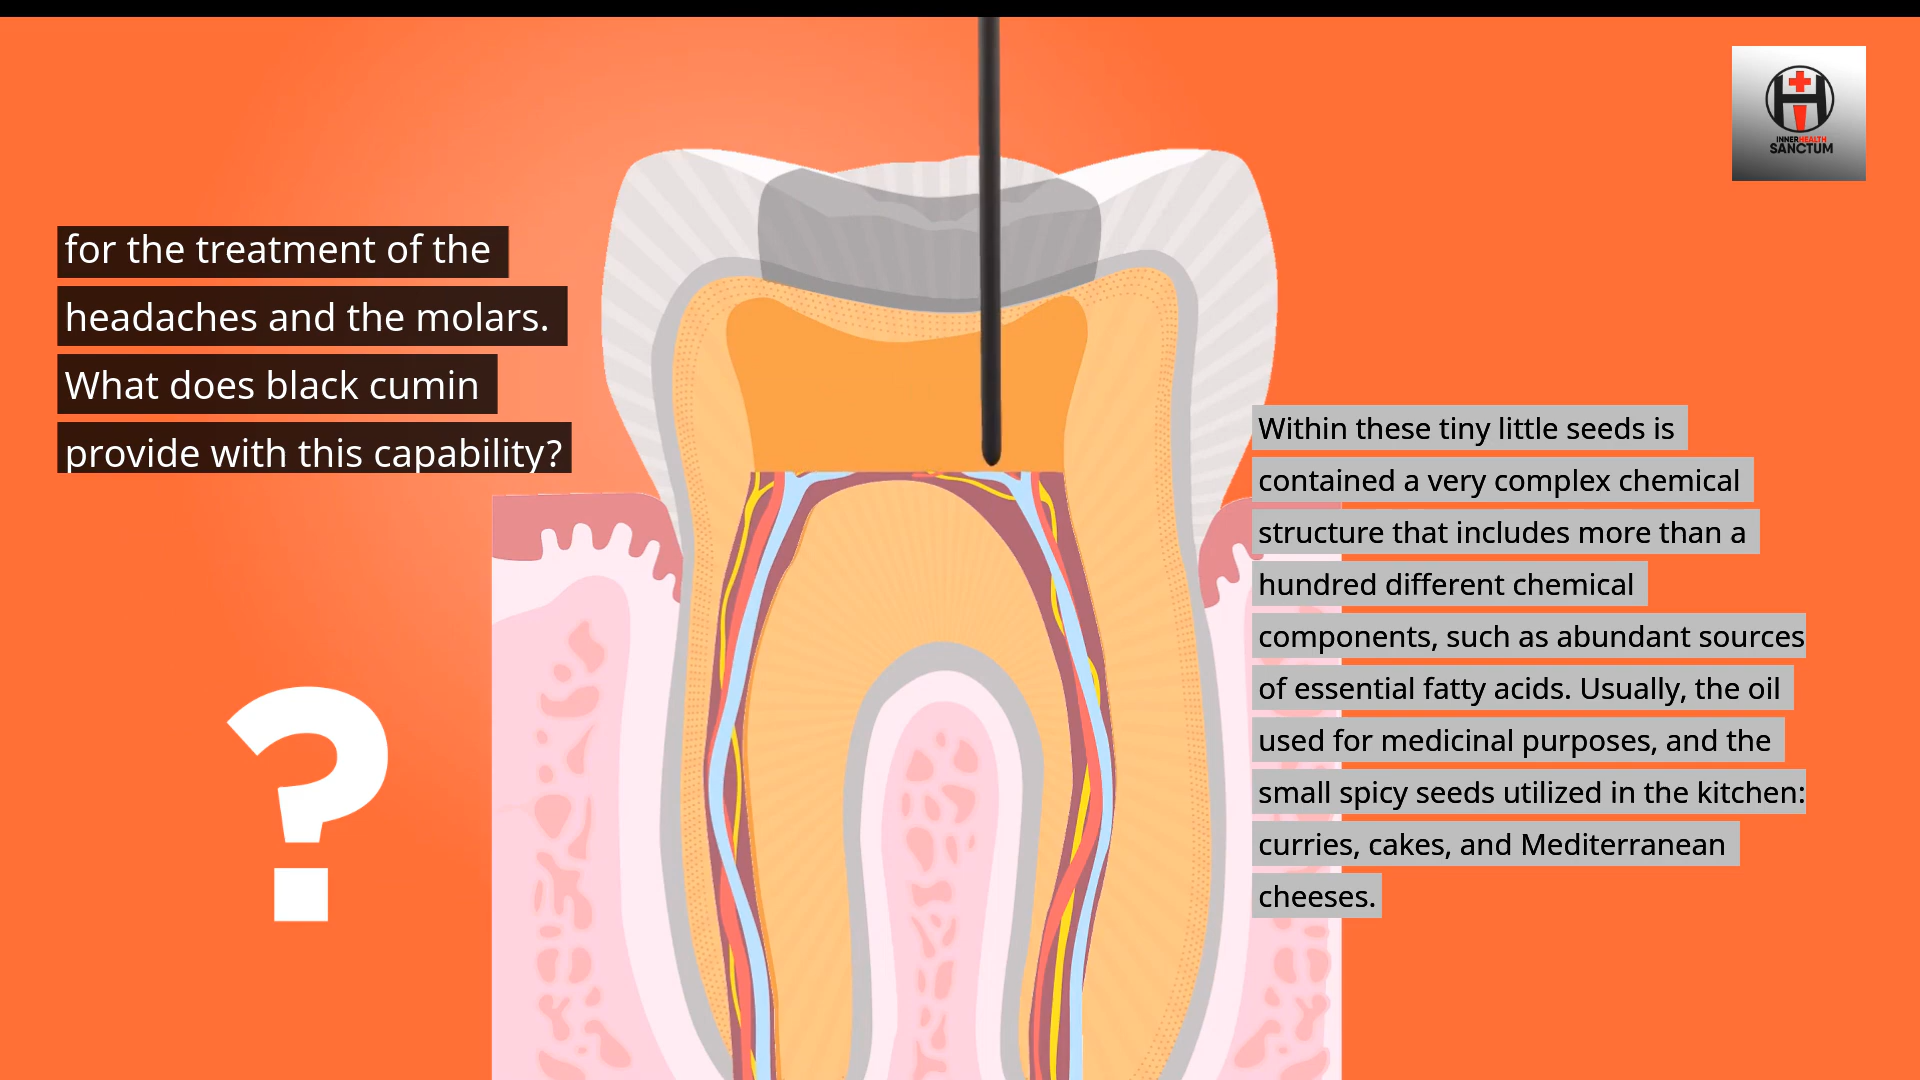 INNERHEALTH
SANCTUM
for the treatment of the
headaches and the molars.
What does black cumin
provide with this capability?
?
Within these tiny little seeds is
contained a very complex chemical
structure that includes more than a
hundred different chemical
components, such as abundant sources
of essential fatty acids. Usually, the oil
used for medicinal purposes, and the
small spicy seeds utilized in the kitchen:
curries, cakes, and Mediterranean
cheeses.